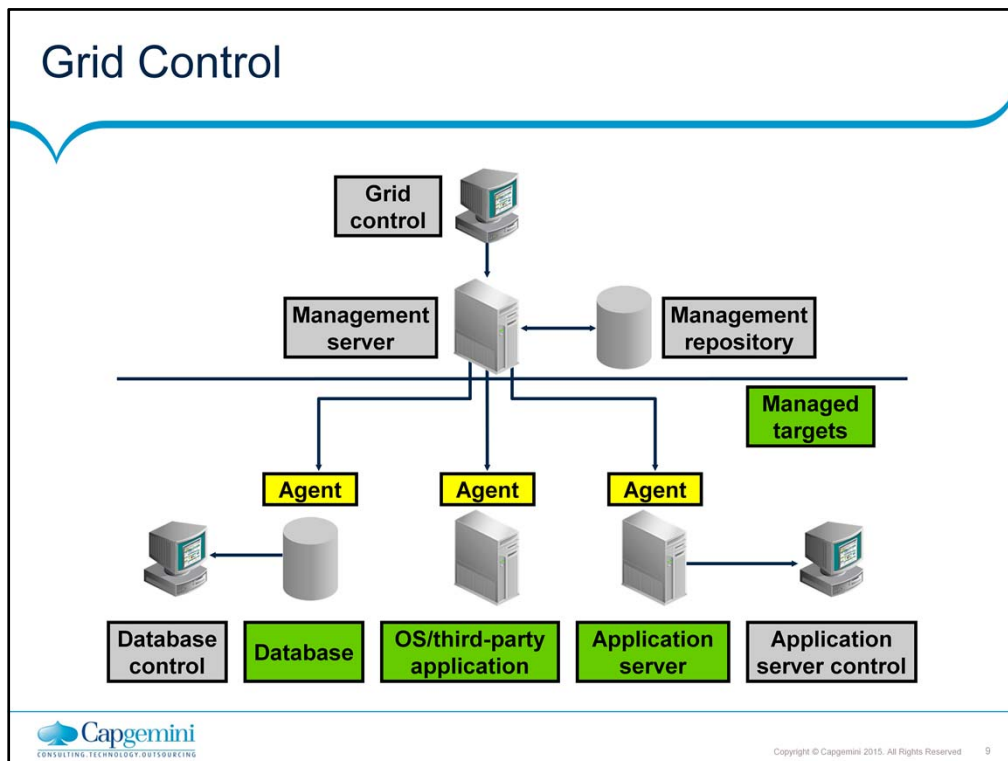 Grid Control
Grid
control
Management
server
Management
repository
Managed
targets
Agent
Agent
Agent
Database
control
Database
OS/third-party
application
Application
server
Application
server control
Capgemini
CONSULTING.TECHNOLOGY.OUTSOURCING
Copyright © Capgemini 2015. All Rights Reserved 9